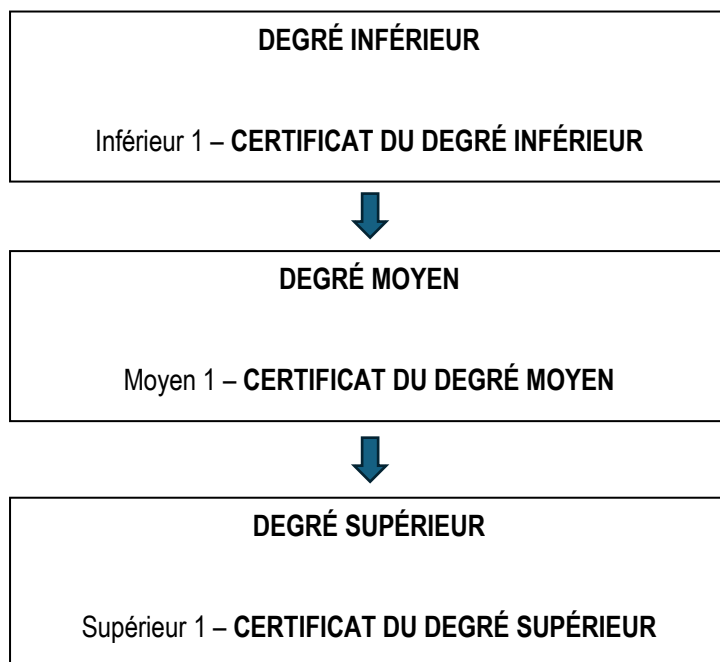 DEGRÉ INFÉRIEUR
Inférieur 1 – CERTIFICAT DU DEGRÉ INFÉRIEUR
DEGRÉ MOYEN
Moyen 1 – CERTIFICAT DU DEGRÉ MOYEN
DEGRÉ SUPÉRIEUR
Supérieur 1 – CERTIFICAT DU DEGRÉ SUPÉRIEUR